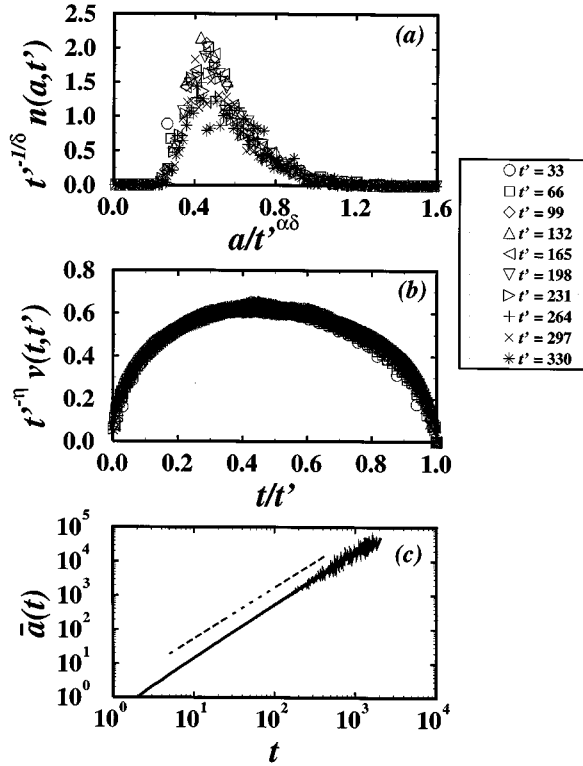 2.5
2.0
1.5
1.0
0.5
0.0
t'^{-1/δ} n(a,t')
(a)
0.0 0.4 0.8 1.2 1.6
a/t'^{αδ}
○ t' = 33
□ t' = 66
◇ t' = 99
△ t' = 132
◁ t' = 165
▽ t' = 198
▷ t' = 231
+ t' = 264
× t' = 297
✳ t' = 330
0.8
0.6
0.4
0.2
0.0
t'^{-η} v(t,t')
(b)
0.0 0.2 0.4 0.6 0.8 1.0
t/t'
10^5
10^4
10^3
10^2
10^1
10^0
ā(t)
(c)
10^0 10^1 10^2 10^3 10^4
t